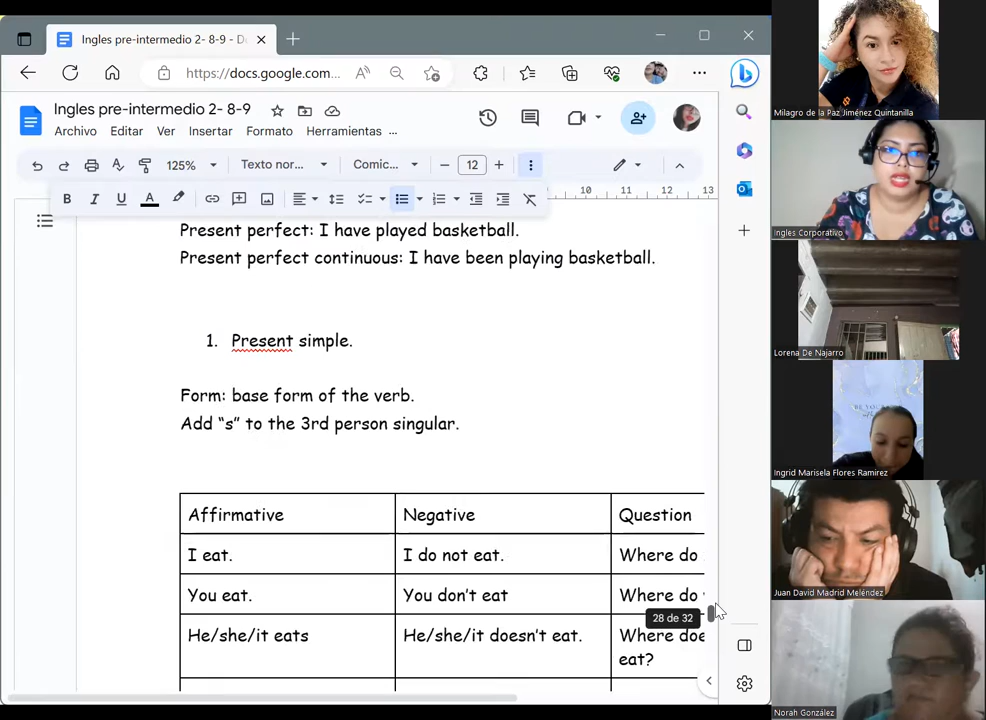 Ingles pre-intermedio 2- 8-9 - D
https://docs.google.com...
Ingles pre-intermedio 2- 8-9
Archivo Editar Ver Insertar Formato Herramientas ...
125% Texto nor... Comic... 12
10 11 12 13
Present perfect: I have played basketball.
Present perfect continuous: I have been playing basketball.
1. Present simple.
Form: base form of the verb.
Add “s” to the 3rd person singular.
Affirmative Negative Question
I eat. I do not eat. Where do
You eat. You don’t eat Where do
28 de 32
He/she/it eats He/she/it doesn’t eat. Where doe
eat?
Milagro de la Paz Jiménez Quintanilla
Ingles Corporativo
Lorena De Najarro
Ingrid Marisela Flores Ramirez
Juan David Madrid Meléndez
Norah González